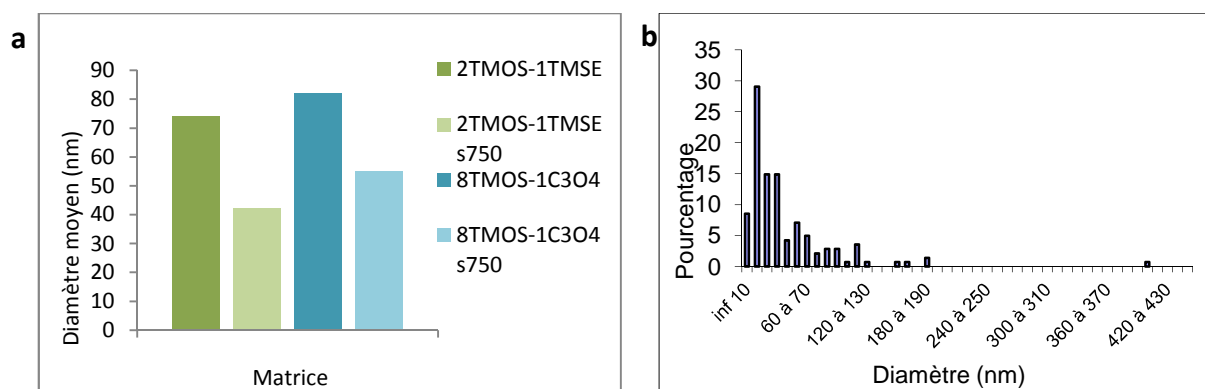 a
Diamètre moyen (nm)
90
80
70
60
50
40
30
20
10
0
Matrice
2TMOS-1TMSE
2TMOS-1TMSE
s750
8TMOS-1C3O4
8TMOS-1C3O4
s750
b
Pourcentage
35
30
25
20
15
10
5
0
inf 10
60 à 70
120 à 130
180 à 190
240 à 250
300 à 310
360 à 370
420 à 430
Diamètre (nm)